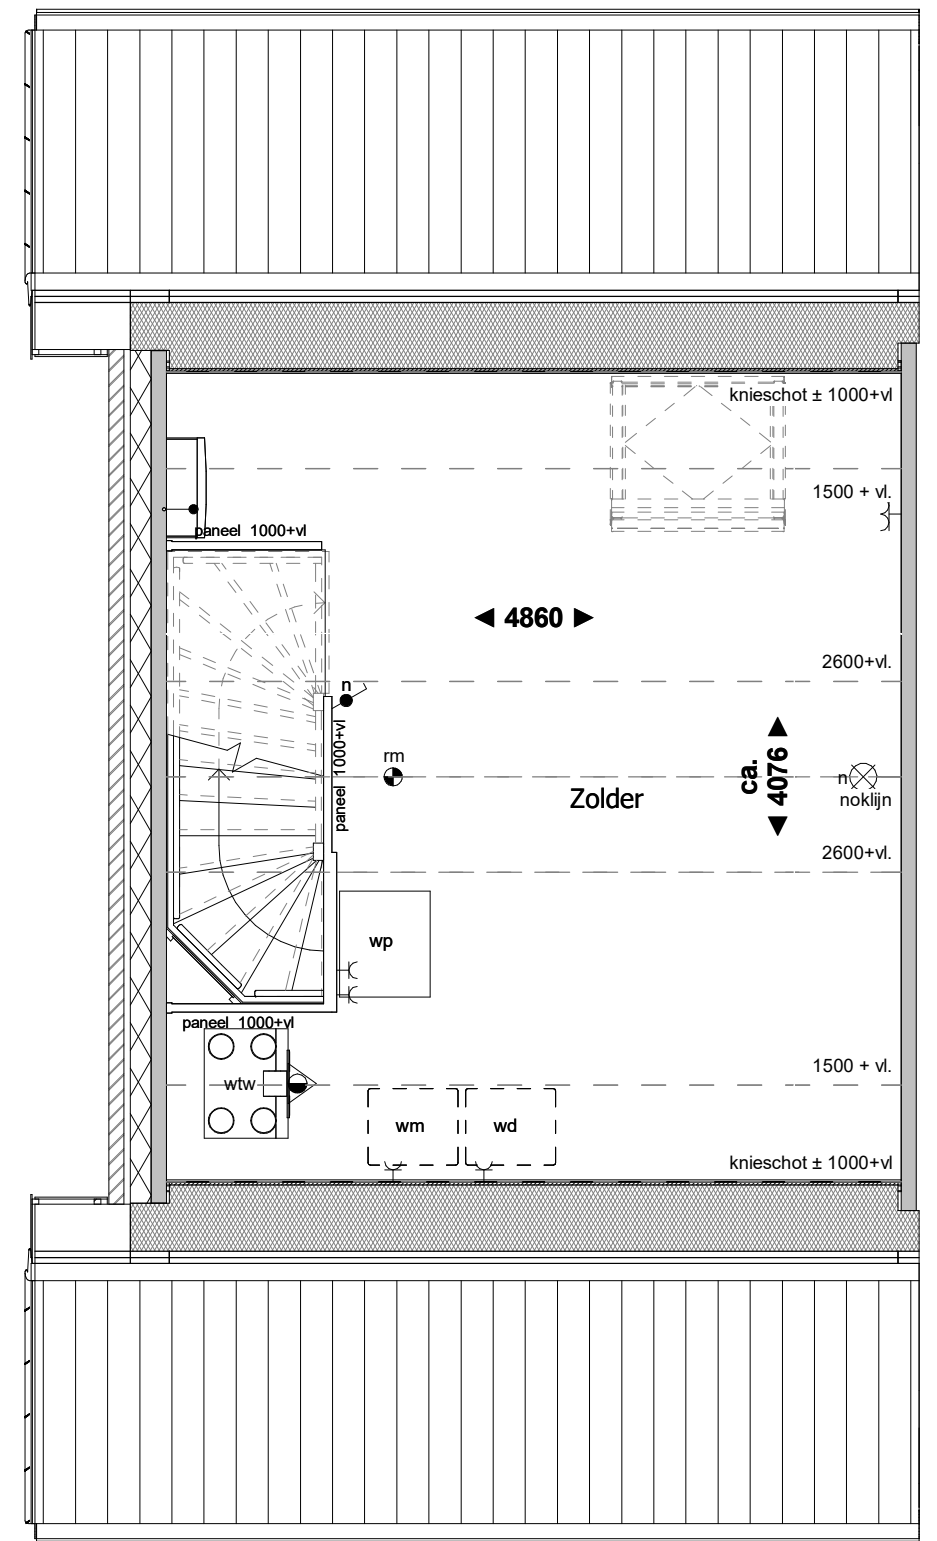 knieschot ± 1000+vl
1500 + vl.
paneel 1000+vl
4860
2600+vl.
n
paneel 1000+vl
rm
ca.
4076
n
Zolder
noklijn
2600+vl.
wp
paneel 1000+vl
1500 + vl.
wtw
wm
wd
knieschot ± 1000+vl